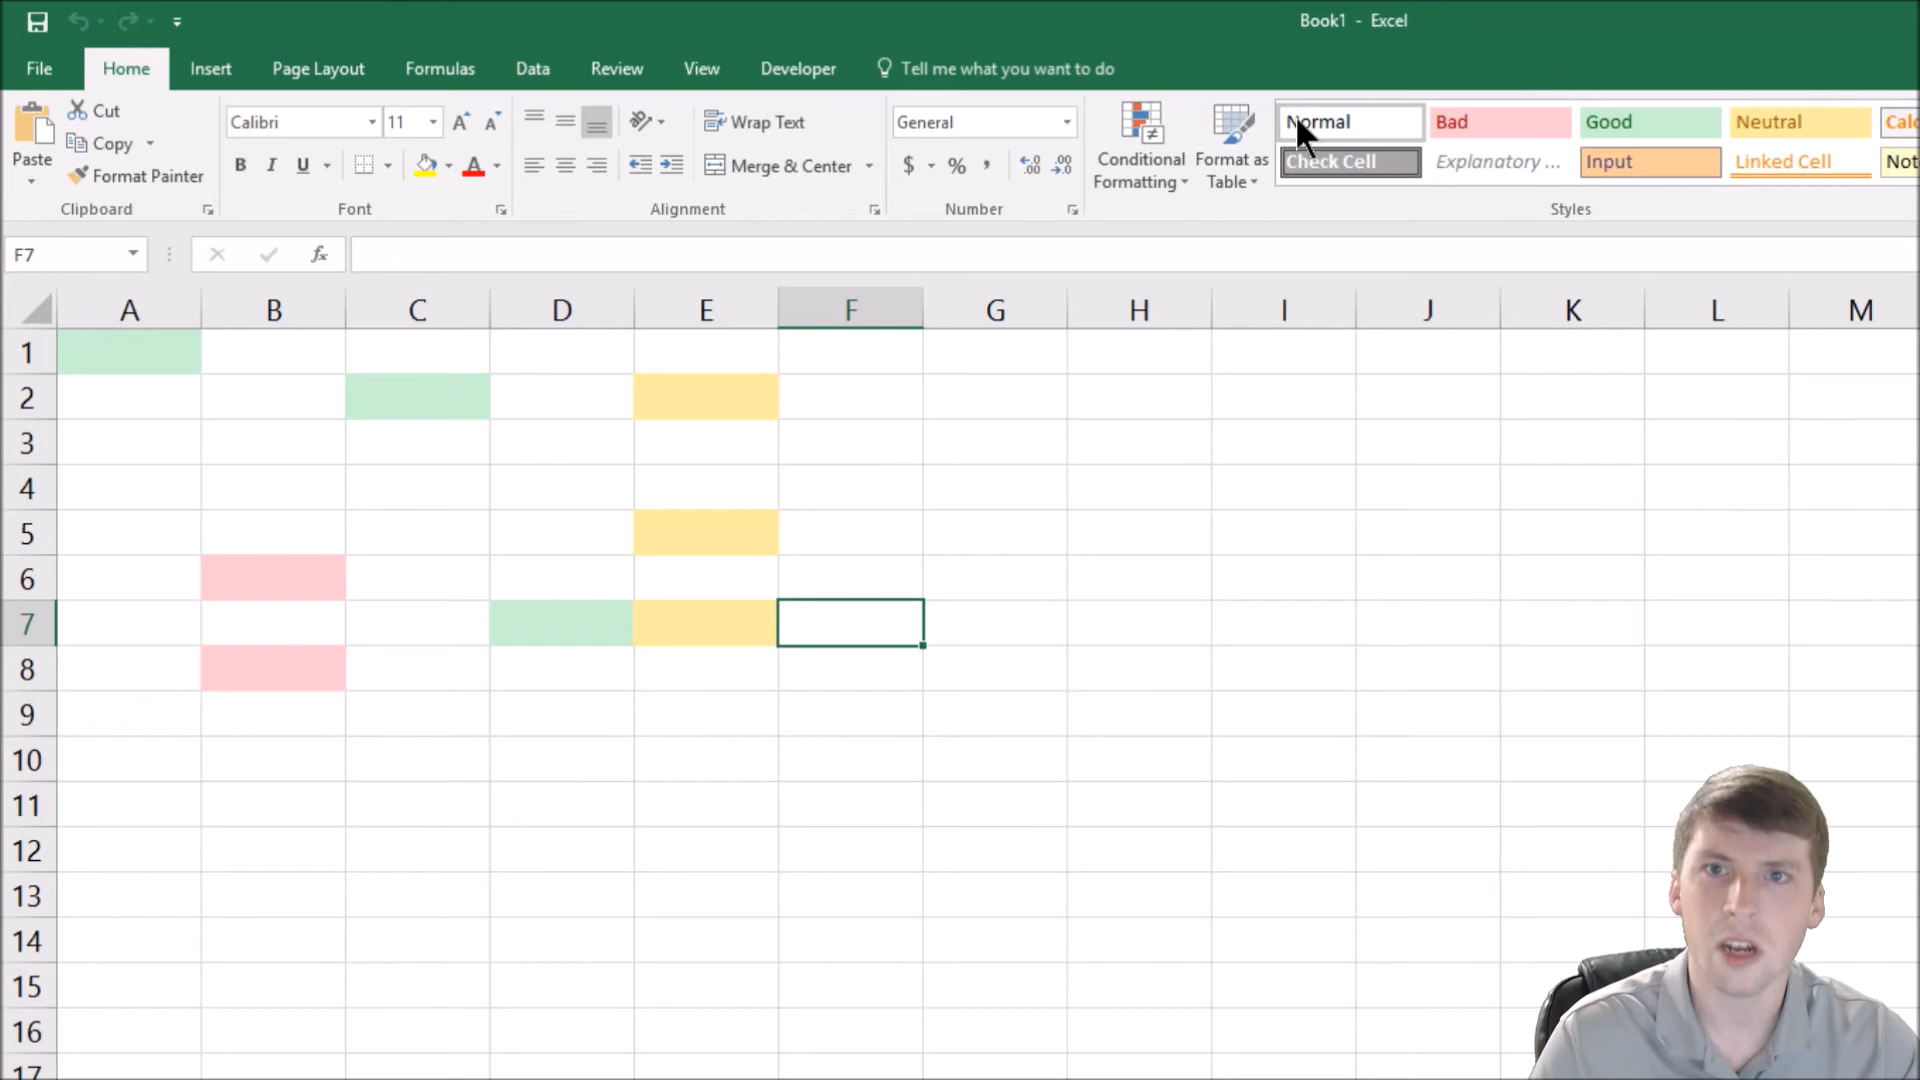 Book1 - Excel
File Home Insert Page Layout Formulas Data Review View Developer Tell me what you want to do
Paste
Cut
Copy
Format Painter
Clipboard
Calibri 11
B I U A
Font
Wrap Text
Merge & Center
Alignment
General
$ % ,
Number
Conditional Formatting
Format as Table
Normal Bad Good Neutral
Check Cell Explanatory ... Input Linked Cell
Styles
F7 fx
A B C D E F G H I J K L M
1
2
3
4
5
6
7
8
9
10
11
12
13
14
15
16
17